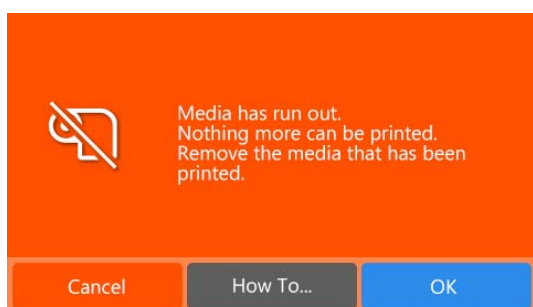 Media has run out.
Nothing more can be printed.
Remove the media that has been
printed.
Cancel
How To...
OK